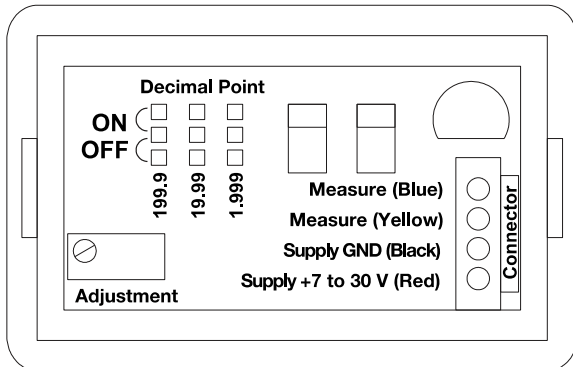 Decimal Point
ON
OFF
199.9
19.99
1.999
Measure (Blue)
Measure (Yellow)
Supply GND (Black)
Supply +7 to 30 V (Red)
Connector
Adjustment